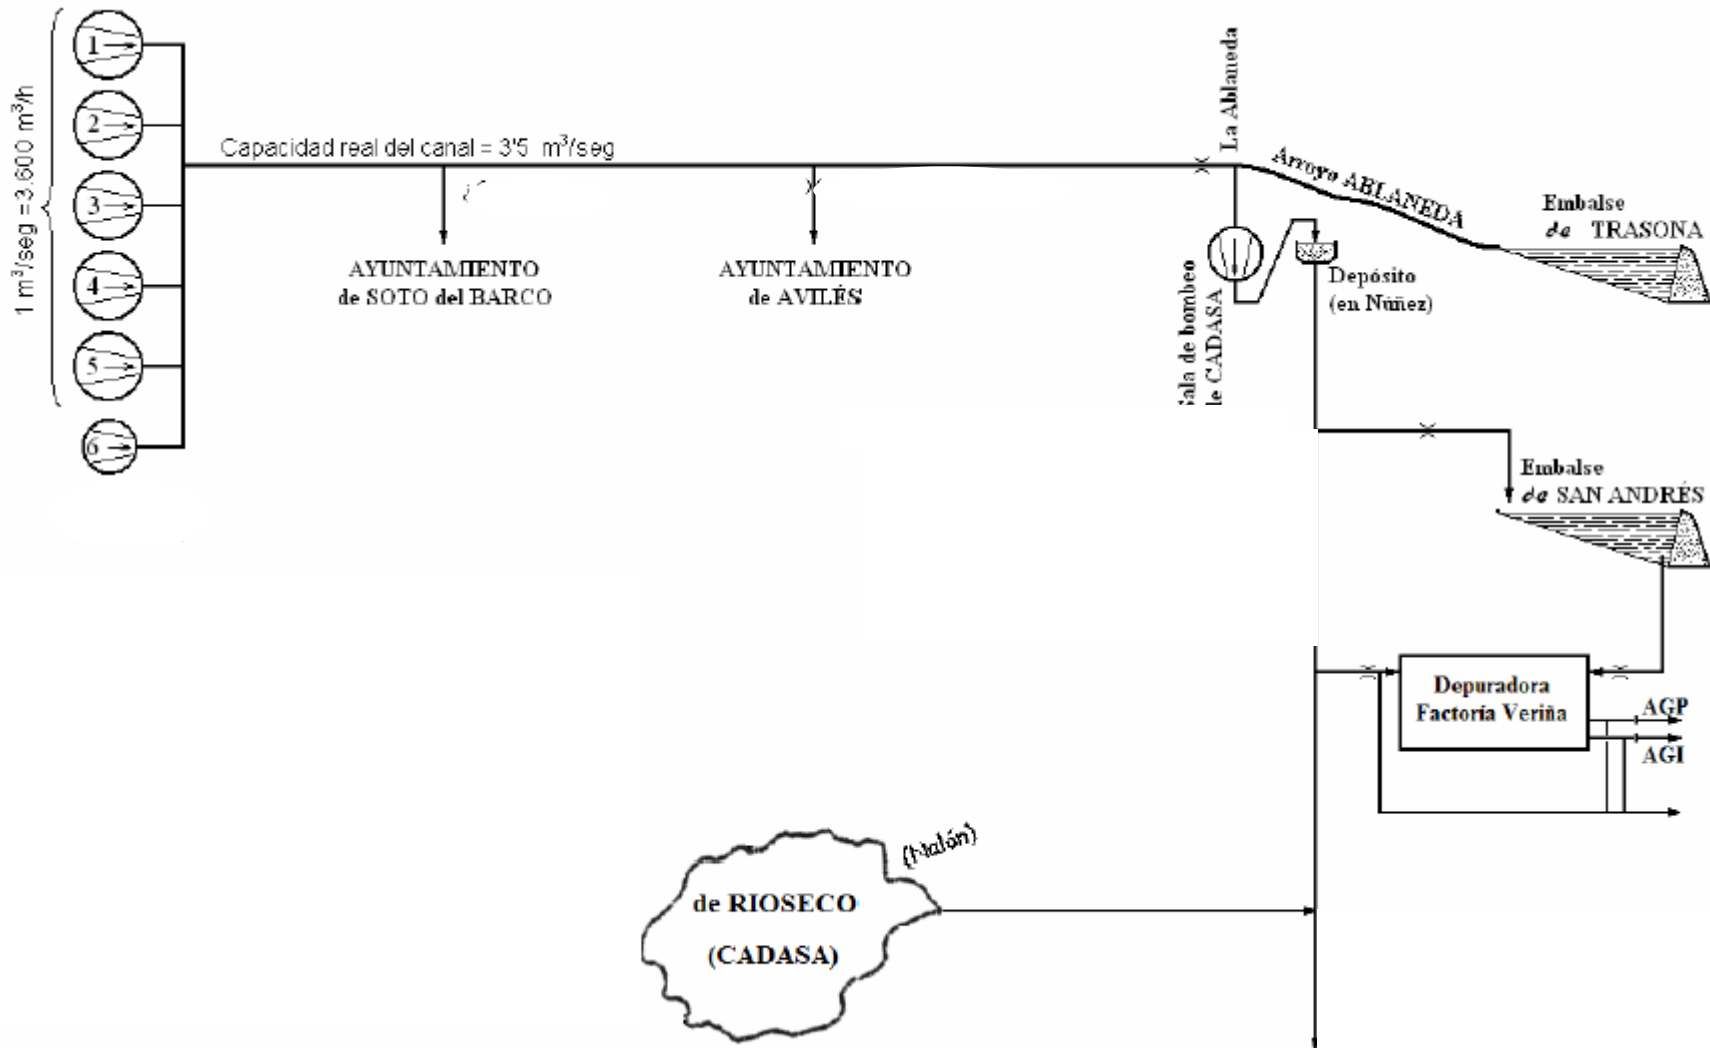 1 m³/seg = 3.600 m³/h
1
2
3
4
5
6
Capacidad real del canal = 3'5 m³/seg
AYUNTAMIENTO
de SOTO del BARCO
AYUNTAMIENTO
de AVILÉS
La Ablaneda
Arroyo ABLANEDA
Embalse
de TRASONA
Sala de bombeo
de CADASA
Depósito
(en Núñez)
Embalse
de SAN ANDRÉS
Depuradora
Factoría Veriña
AGP
AGI
(Nalón)
de RIOSECO
(CADASA)